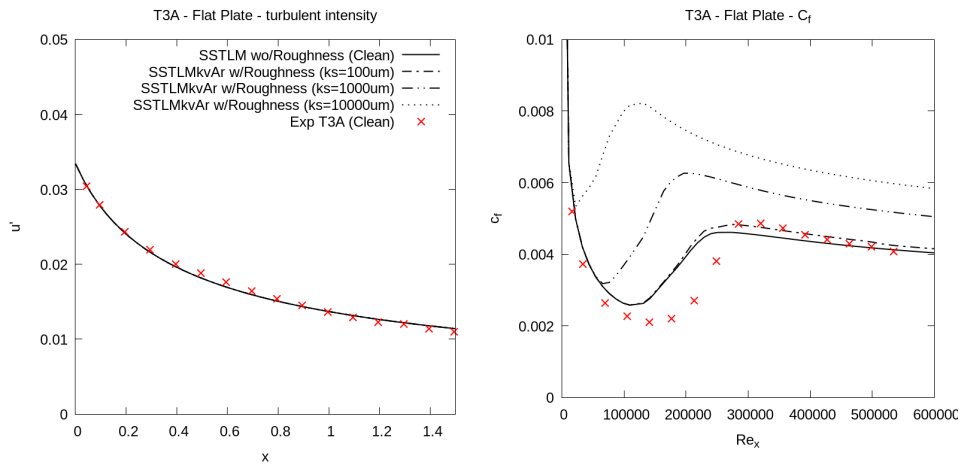 T3A - Flat Plate - turbulent intensity
0.05
0.04
0.03
0.02
0.01
0
u'
SSTLM wo/Roughness (Clean)
SSTLMkvAr w/Roughness (ks=100um)
SSTLMkvAr w/Roughness (ks=1000um)
SSTLMkvAr w/Roughness (ks=10000um)
Exp T3A (Clean)
0 0.2 0.4 0.6 0.8 1 1.2 1.4
x
T3A - Flat Plate - Cf
0.01
0.008
0.006
0.004
0.002
0
cf
0 100000 200000 300000 400000 500000 600000
Rex